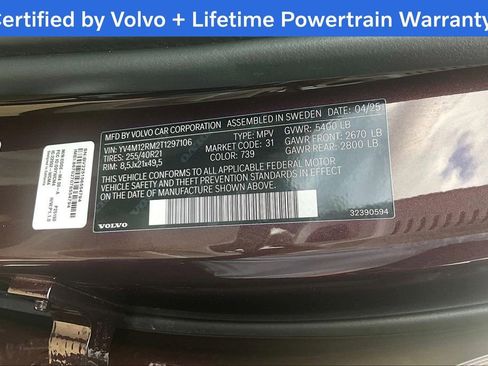 Certified by Volvo + Lifetime Powertrain Warranty
MFD BY VOLVO CAR CORPORATION ASSEMBLED IN SWEDEN 04/25
VIN: YV4M12RM2T1297106 TYPE: MPV GVWR: 5400 LB
TIRES: 255/40R21 MARKET CODE: 31 GAWR FRONT: 2670 LB
RIM: 8,5Jx21x49,5 COLOR: 739 GAWR REAR: 2800 LB
THIS VEHICLE CONFORMS TO ALL APPLICABLE FEDERAL MOTOR
VEHICLE SAFETY, BUMPER AND THEFT PREVENTION STANDARDS IN
EFFECT ON THE DATE OF MANUFACTURE SHOWN ABOVE.
VOLVO
32390594